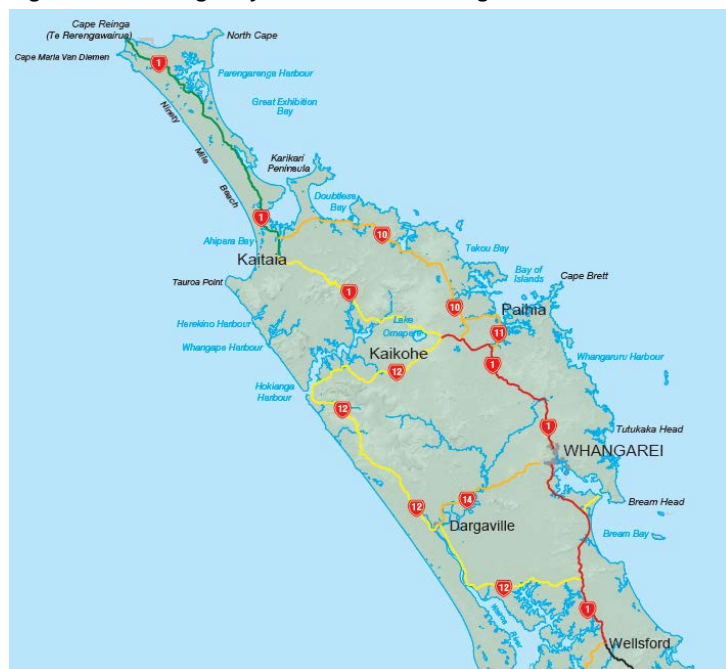 Cape Reinga
(Te Rerengawairua)
North Cape
Cape Maria Van Diemen
1
Parengarenga Harbour
Great Exhibition
Bay
Ninety
Mile
Beach
Karikari
Peninsula
Doubtless
Bay
1
10
Ahipara Bay
Kaitaia
Takou Bay
Tauroa Point
1
Bay of
Islands
Cape Brett
10
Paihia
Herekino Harbour
Lake
Omapere
11
Whangape Harbour
Kaikohe
1
Whangaruru Harbour
12
Hokianga
Harbour
12
1
Tutukaka Head
WHANGAREI
14
12
Bream Head
Dargaville
Bream Bay
12
Wairoa
River
1
Wellsford